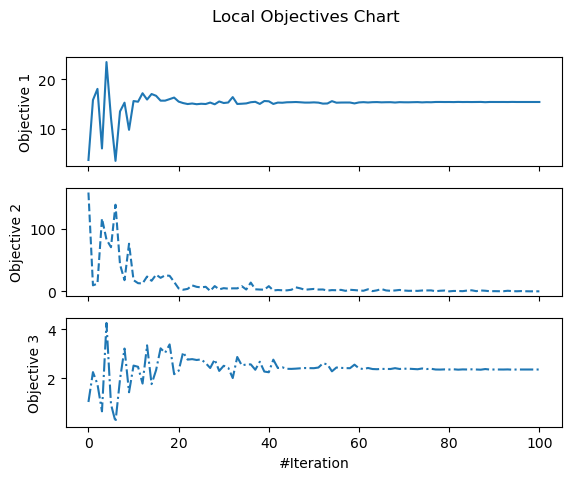 Local Objectives Chart
Objective 1
20
10
Objective 2
100
0
Objective 3
4
2
0 20 40 60 80 100
#Iteration